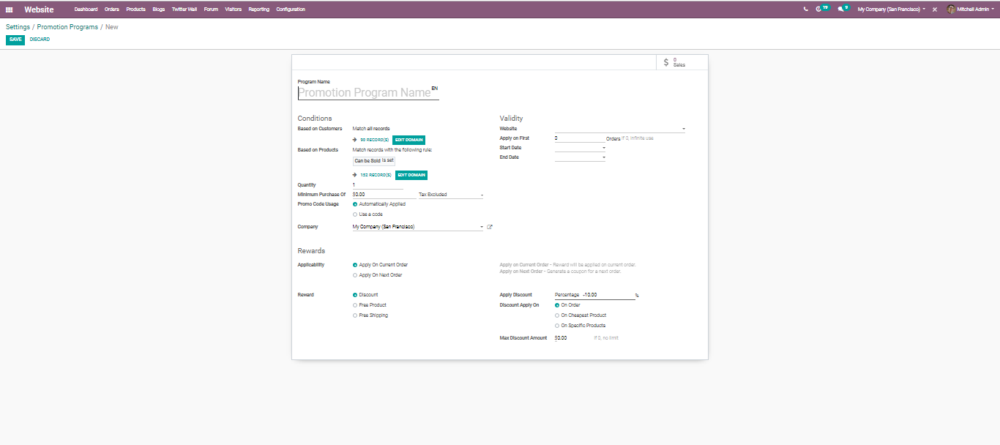 Website Dashboard Orders Products Blogs Twitter Wall Forum Visitors Reporting Configuration 19 9 My Company (San Francisco) Mitchell Admin
Settings / Promotion Programs / New
SAVE DISCARD
$ 0
Sales
Program Name
Promotion Program Name EN
Conditions
Based on Customers Match all records
90 RECORD(S) EDIT DOMAIN
Based on Products Match records with the following rule:
Can be Sold is set
152 RECORD(S) EDIT DOMAIN
Quantity 1
Minimum Purchase Of $0.00 Tax Excluded
Promo Code Usage Automatically Applied
Use a code
Company My Company (San Francisco)
Validity
Website
Apply on First 0 Orders if 0, infinite use
Start Date
End Date
Rewards
Applicability Apply On Current Order
Apply On Next Order
Apply on Current Order - Reward will be applied on current order.
Apply on Next Order - Generate a coupon for a next order.
Reward Discount
Free Product
Free Shipping
Apply Discount Percentage -10.00 %
Discount Apply On On Order
On Cheapest Product
On Specific Products
Max Discount Amount $0.00 if 0, no limit